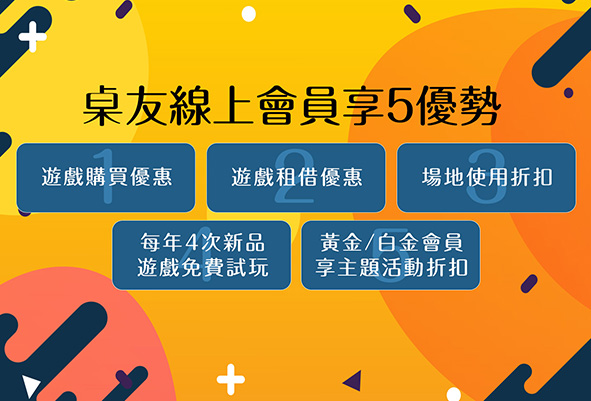 桌友線上會員享5優勢
1
遊戲購買優惠
2
遊戲租借優惠
3
場地使用折扣
4
每年4次新品
遊戲免費試玩
5
黃金/白金會員
享主題活動折扣